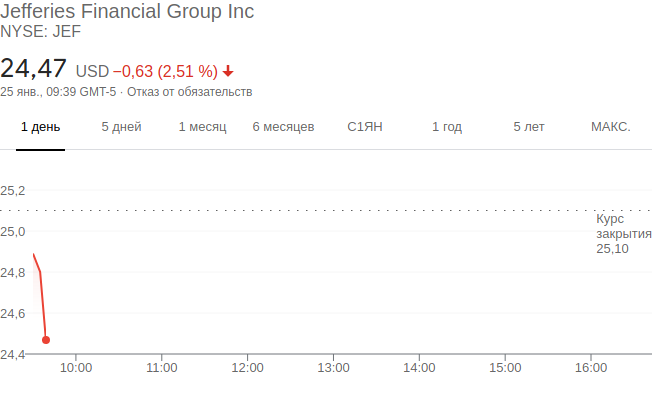 Jefferies Financial Group Inc
NYSE: JEF
24,47 USD −0,63 (2,51 %)
25 янв., 09:39 GMT-5 · Отказ от обязательств
1 день 5 дней 1 месяц 6 месяцев С1ЯН 1 год 5 лет МАКС.
25,2
Курс
закрытия
25,10
25,0
24,8
24,6
24,4
10:00 11:00 12:00 13:00 14:00 15:00 16:00